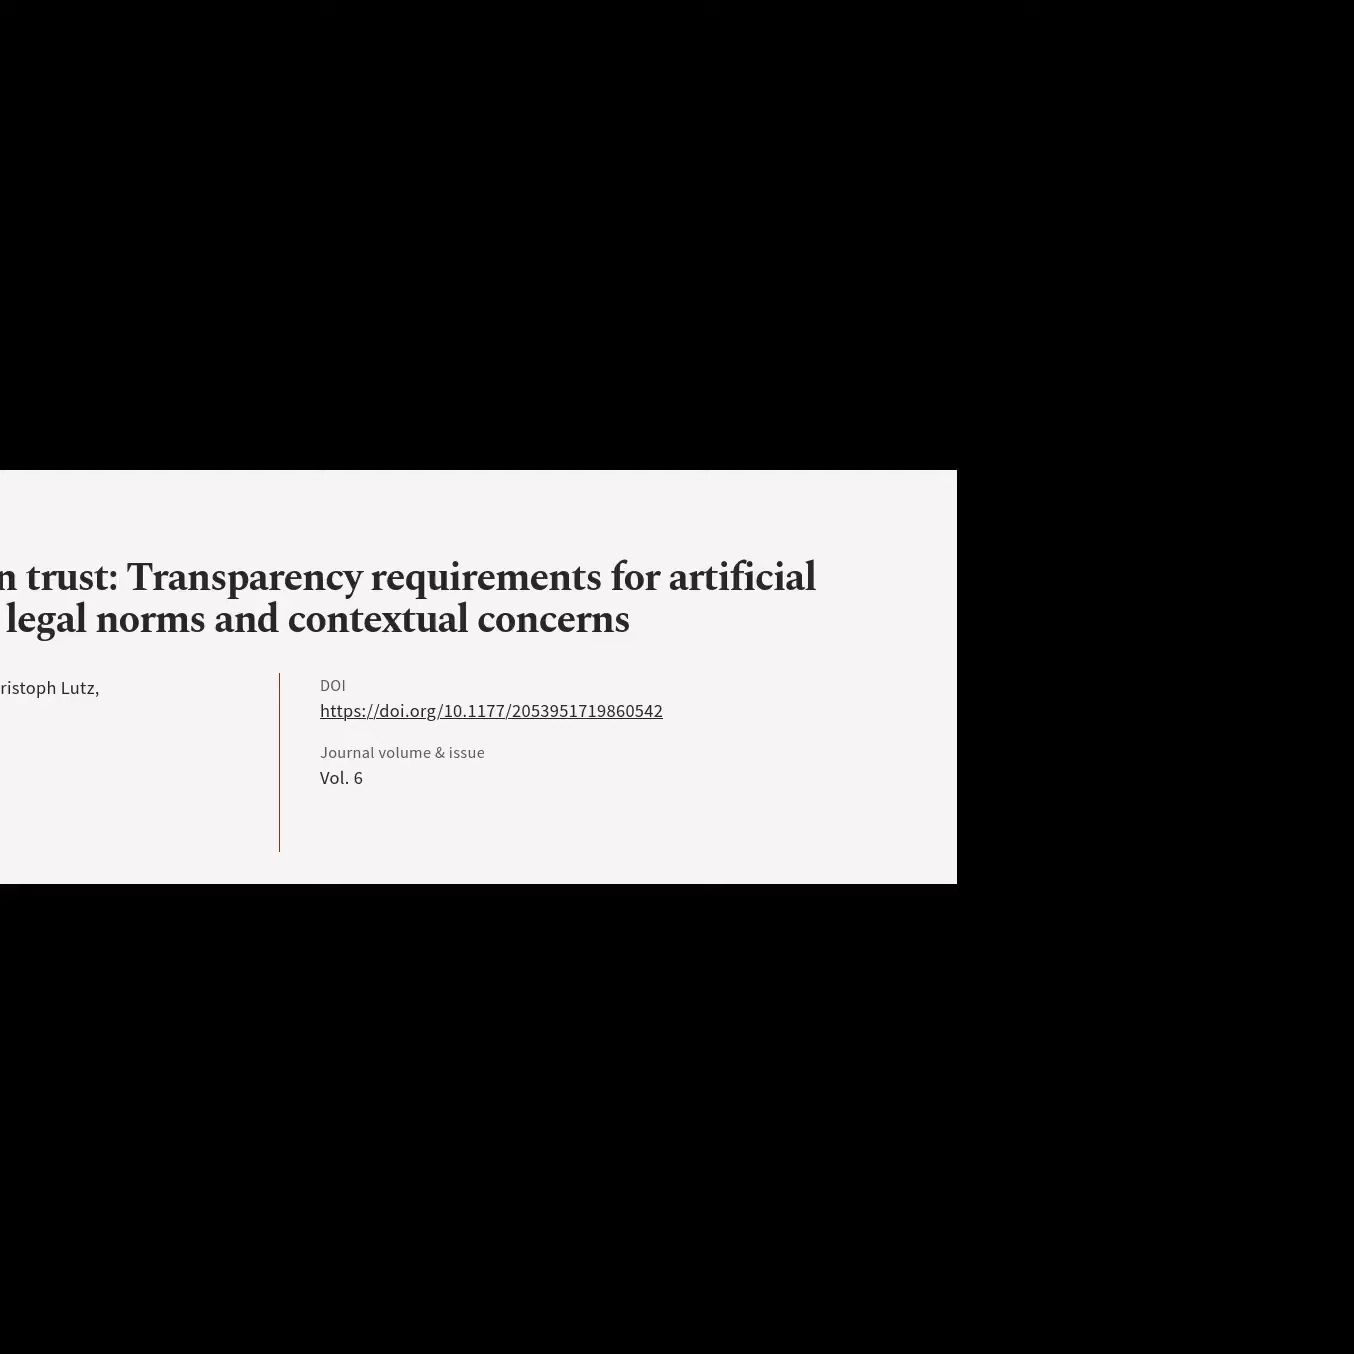 n trust: Transparency requirements for artificial
legal norms and contextual concerns
ristoph Lutz,
DOI
https://doi.org/10.1177/2053951719860542
Journal volume & issue
Vol. 6